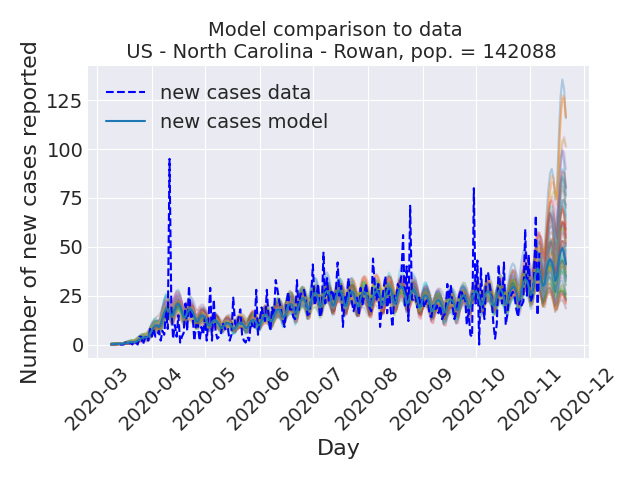 Model comparison to data
US - North Carolina - Rowan, pop. = 142088
Number of new cases reported
125
100
75
50
25
0
new cases data
new cases model
2020-03
2020-04
2020-05
2020-06
2020-07
2020-08
2020-09
2020-10
2020-11
2020-12
Day